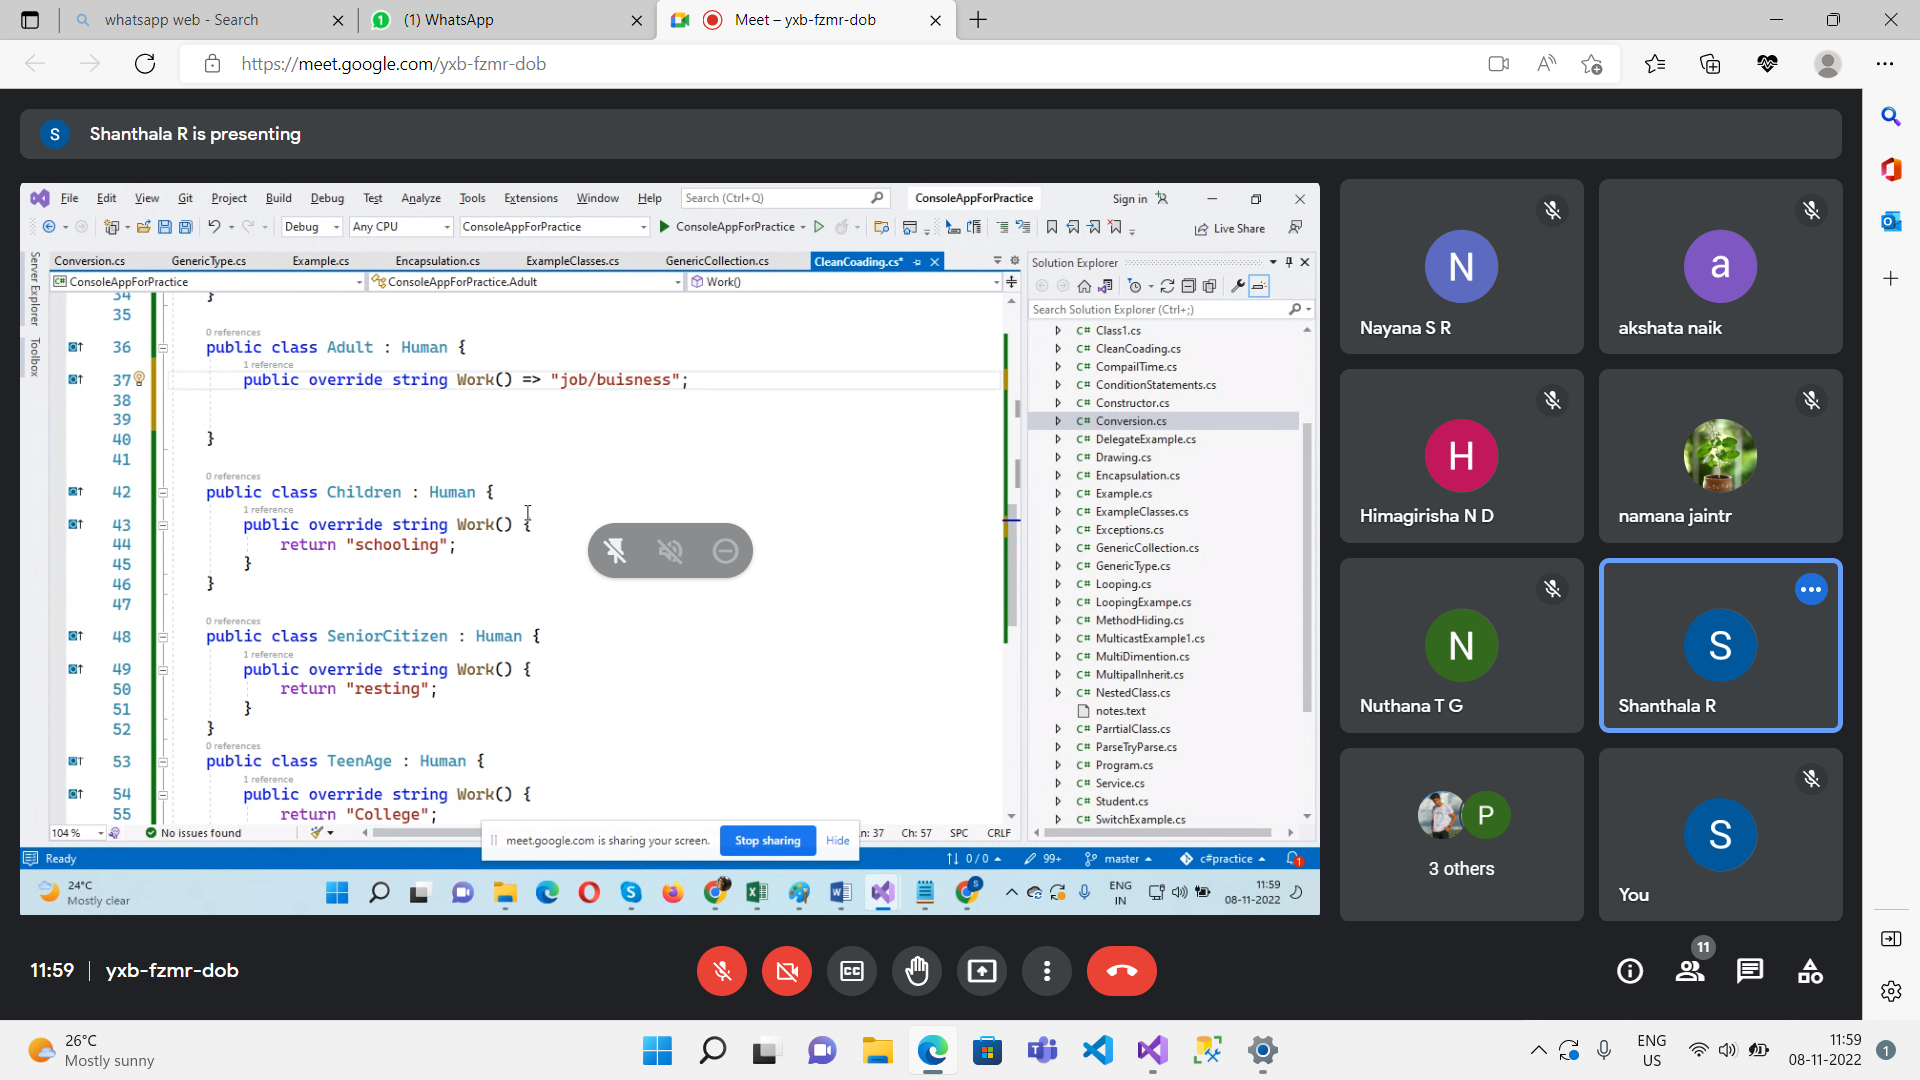 whatsapp web - Search
(1) WhatsApp
Meet – yxb-fzmr-dob
https://meet.google.com/yxb-fzmr-dob
S Shanthala R is presenting
File Edit View Git Project Build Debug Test Analyze Tools Extensions Window Help Search (Ctrl+Q) ConsoleAppForPractice Sign in
Debug Any CPU ConsoleAppForPractice ConsoleAppForPractice Live Share
Server Explorer
Toolbox
Conversion.cs GenericType.cs Example.cs Encapsulation.cs ExampleClasses.cs GenericCollection.cs CleanCoading.cs*
ConsoleAppForPractice ConsoleAppForPractice.Adult Work()
34 }
35
0 references
36 public class Adult : Human {
1 reference
37 public override string Work() => "job/buisness";
38
39
40 }
41
0 references
42 public class Children : Human {
1 reference
43 public override string Work() {
44 return "schooling";
45 }
46 }
47
0 references
48 public class SeniorCitizen : Human {
1 reference
49 public override string Work() {
50 return "resting";
51 }
52 }
0 references
53 public class TeenAge : Human {
1 reference
54 public override string Work() {
55 return "College";
104 % No issues found Ln: 37 Ch: 57 SPC CRLF
meet.google.com is sharing your screen. Stop sharing Hide
Solution Explorer
Search Solution Explorer (Ctrl+;)
C# Class1.cs
C# CleanCoading.cs
C# CompailTime.cs
C# ConditionStatements.cs
C# Constructor.cs
C# Conversion.cs
C# DelegateExample.cs
C# Drawing.cs
C# Encapsulation.cs
C# Example.cs
C# ExampleClasses.cs
C# Exceptions.cs
C# GenericCollection.cs
C# GenericType.cs
C# Looping.cs
C# LoopingExampe.cs
C# MethodHiding.cs
C# MulticastExample1.cs
C# MultiDimention.cs
C# MultipalInherit.cs
C# NestedClass.cs
notes.text
C# ParrtialClass.cs
C# ParseTryParse.cs
C# Program.cs
C# Service.cs
C# Student.cs
C# SwitchExample.cs
Ready 0 / 0 99+ master c#practice 1
24°C
Mostly clear
ENG
IN
11:59
08-11-2022
N
Nayana S R
a
akshata naik
H
Himagirisha N D
namana jaintr
N
Nuthana T G
S
Shanthala R
P
3 others
S
You
11:59 yxb-fzmr-dob
CC
11
26°C
Mostly sunny
ENG
US
11:59
08-11-2022
1